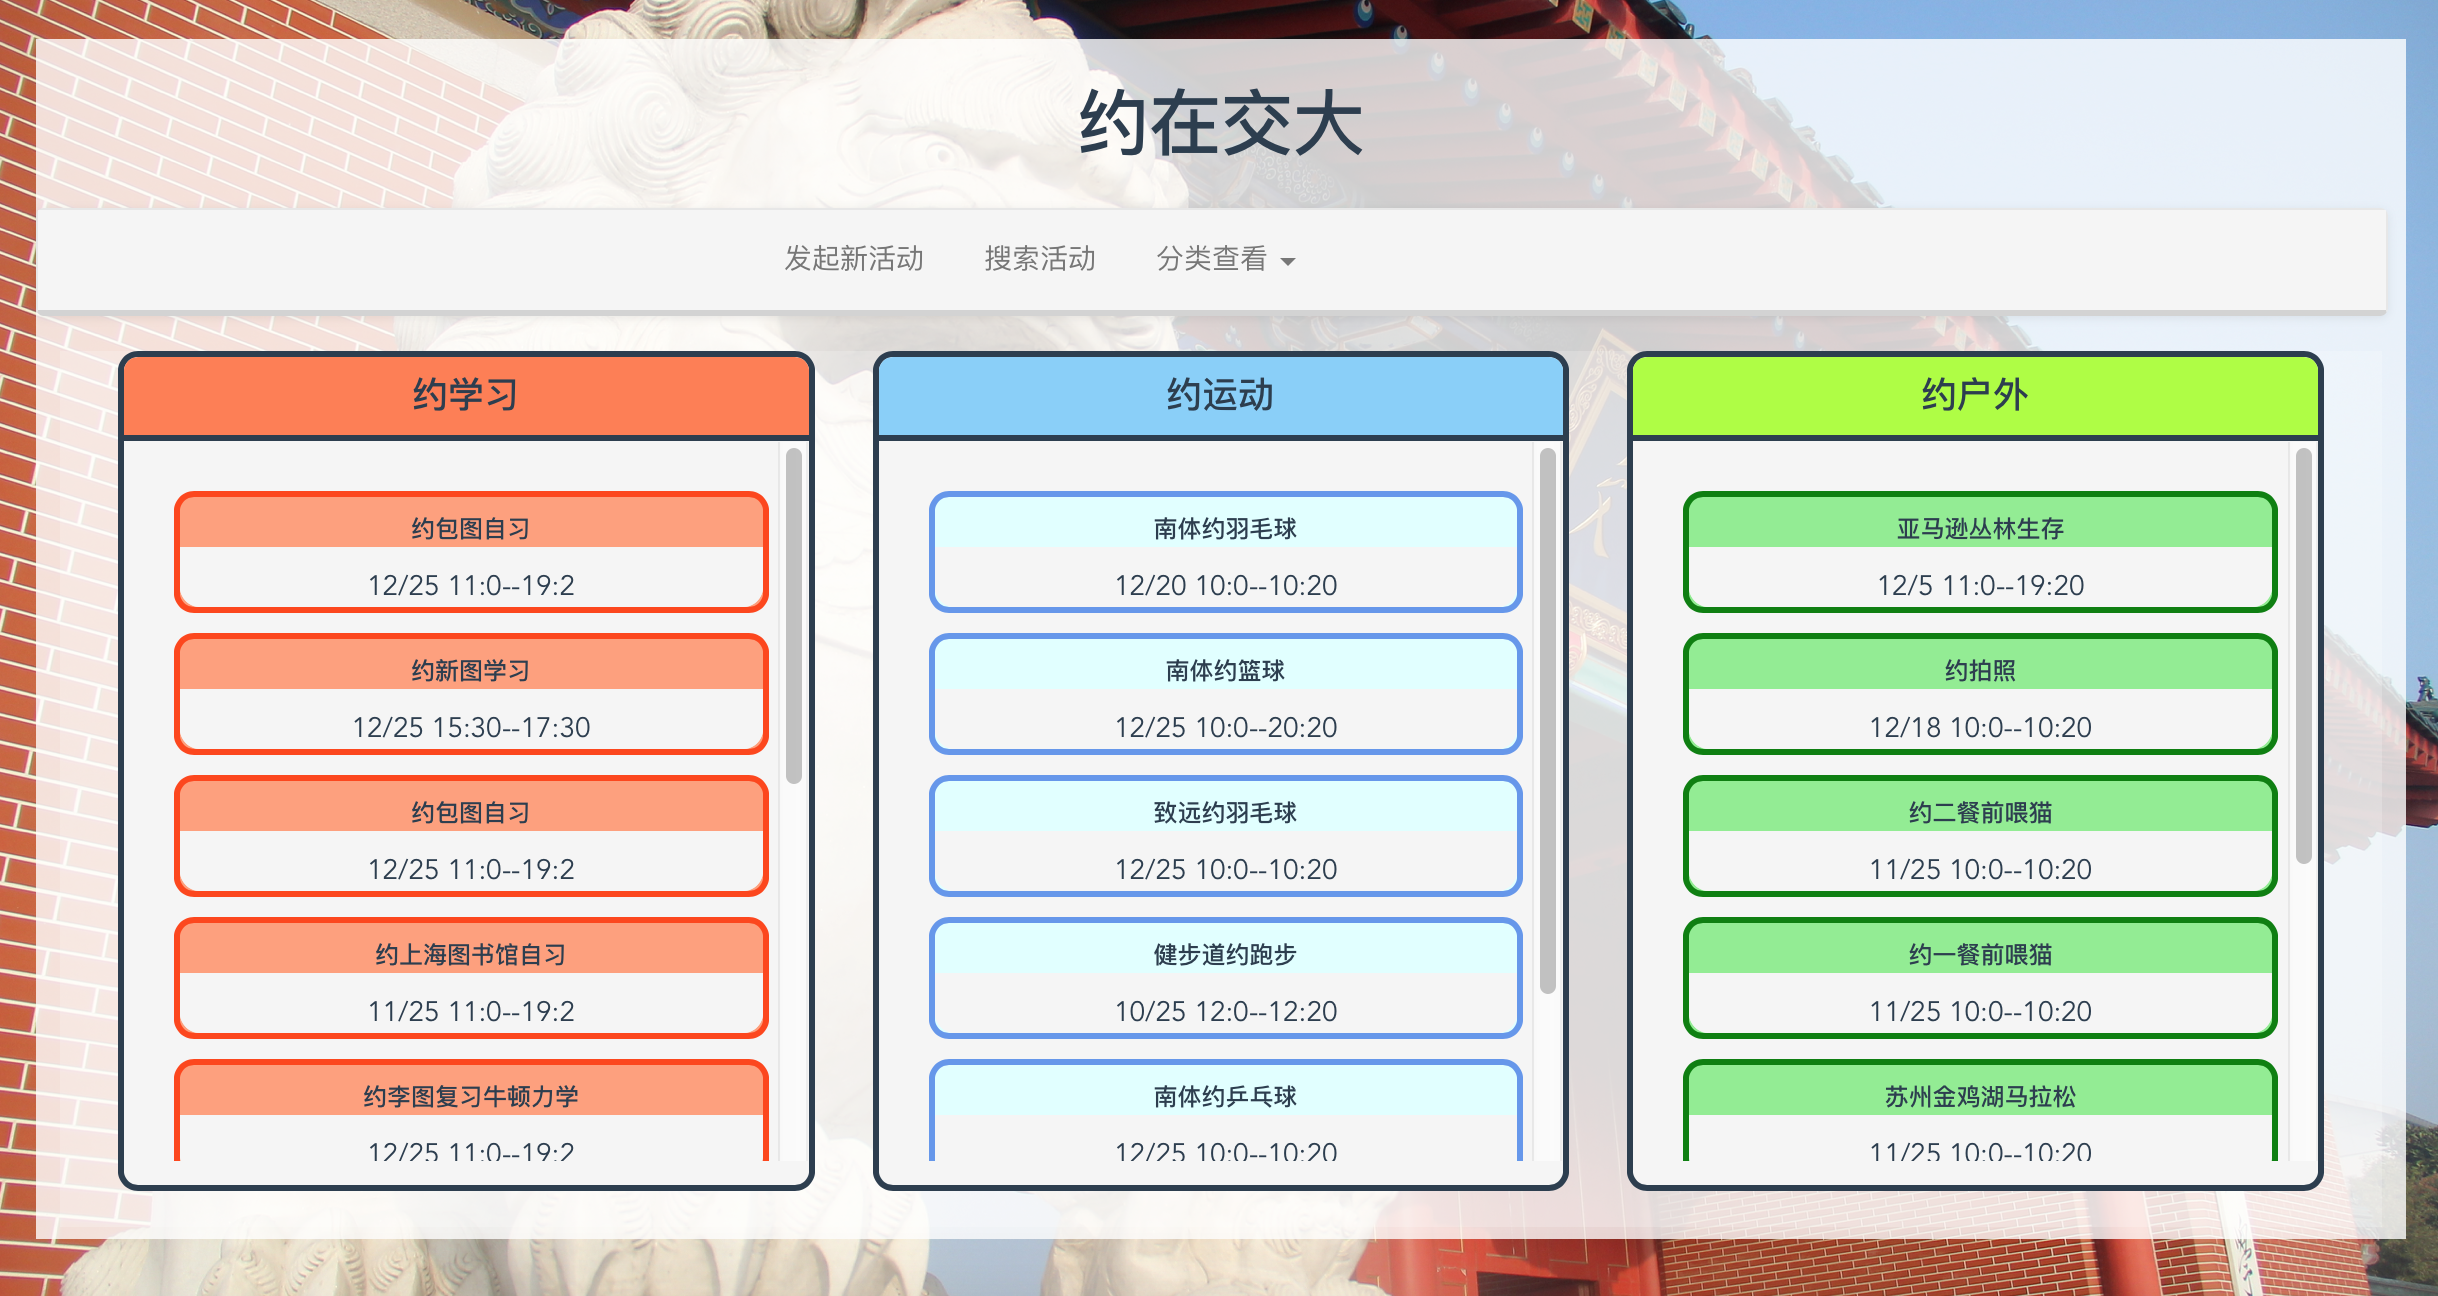 约在交大
发起新活动 搜索活动 分类查看
约学习
约包图自习
12/25 11:0--19:2
约新图学习
12/25 15:30--17:30
约包图自习
12/25 11:0--19:2
约上海图书馆自习
11/25 11:0--19:2
约李图复习牛顿力学
12/25 11:0--19:2
约运动
南体约羽毛球
12/20 10:0--10:20
南体约篮球
12/25 10:0--20:20
致远约羽毛球
12/25 10:0--10:20
健步道约跑步
10/25 12:0--12:20
南体约乒乓球
12/25 10:0--10:20
约户外
亚马逊丛林生存
12/5 11:0--19:20
约拍照
12/18 10:0--10:20
约二餐前喂猫
11/25 10:0--10:20
约一餐前喂猫
11/25 10:0--10:20
苏州金鸡湖马拉松
11/25 10:0--10:20